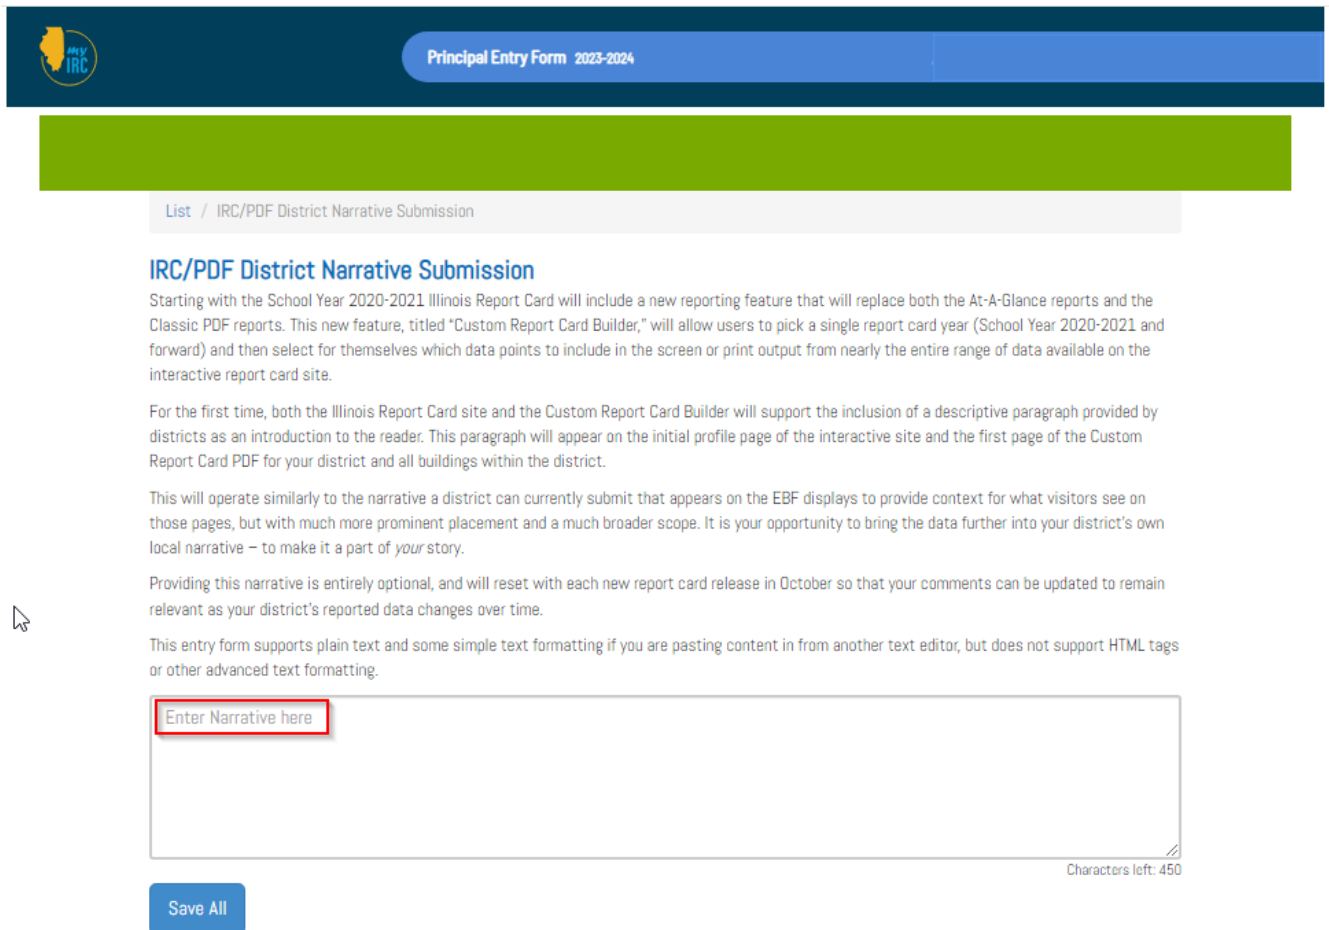 my
IRC
Principal Entry Form 2023-2024
List / IRC/PDF District Narrative Submission
IRC/PDF District Narrative Submission
Starting with the School Year 2020-2021 Illinois Report Card will include a new reporting feature that will replace both the At-A-Glance reports and the
Classic PDF reports. This new feature, titled “Custom Report Card Builder,” will allow users to pick a single report card year (School Year 2020-2021 and
forward) and then select for themselves which data points to include in the screen or print output from nearly the entire range of data available on the
interactive report card site.
For the first time, both the Illinois Report Card site and the Custom Report Card Builder will support the inclusion of a descriptive paragraph provided by
districts as an introduction to the reader. This paragraph will appear on the initial profile page of the interactive site and the first page of the Custom
Report Card PDF for your district and all buildings within the district.
This will operate similarly to the narrative a district can currently submit that appears on the EBF displays to provide context for what visitors see on
those pages, but with much more prominent placement and a much broader scope. It is your opportunity to bring the data further into your district's own
local narrative – to make it a part of your story.
Providing this narrative is entirely optional, and will reset with each new report card release in October so that your comments can be updated to remain
relevant as your district's reported data changes over time.
This entry form supports plain text and some simple text formatting if you are pasting content in from another text editor, but does not support HTML tags
or other advanced text formatting.
Enter Narrative here
Characters left: 450
Save All